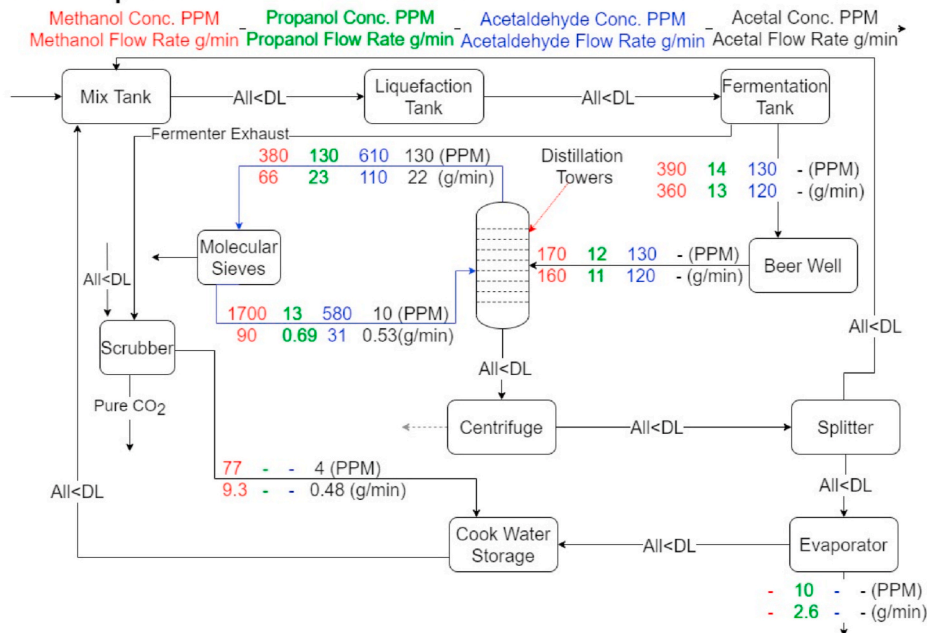 Methanol Conc. PPM Propanol Conc. PPM Acetaldehyde Conc. PPM Acetal Conc. PPM
Methanol Flow Rate g/min Propanol Flow Rate g/min Acetaldehyde Flow Rate g/min Acetal Flow Rate g/min
Mix Tank
All<DL
Liquefaction
Tank
All<DL
Fermentation
Tank
Fermenter Exhaust
380 130 610 130 (PPM)
66 23 110 22 (g/min)
Distillation
Towers
390 14 130 - (PPM)
360 13 120 - (g/min)
Molecular
Sieves
170 12 130 - (PPM)
160 11 120 - (g/min)
Beer Well
All<DL
1700 13 580 10 (PPM)
90 0.69 31 0.53(g/min)
All<DL
Scrubber
All<DL
Pure CO2
Centrifuge
All<DL
Splitter
77 - - 4 (PPM)
9.3 - - 0.48 (g/min)
All<DL
All<DL
Cook Water
Storage
All<DL
Evaporator
- 10 - - (PPM)
- 2.6 - - (g/min)